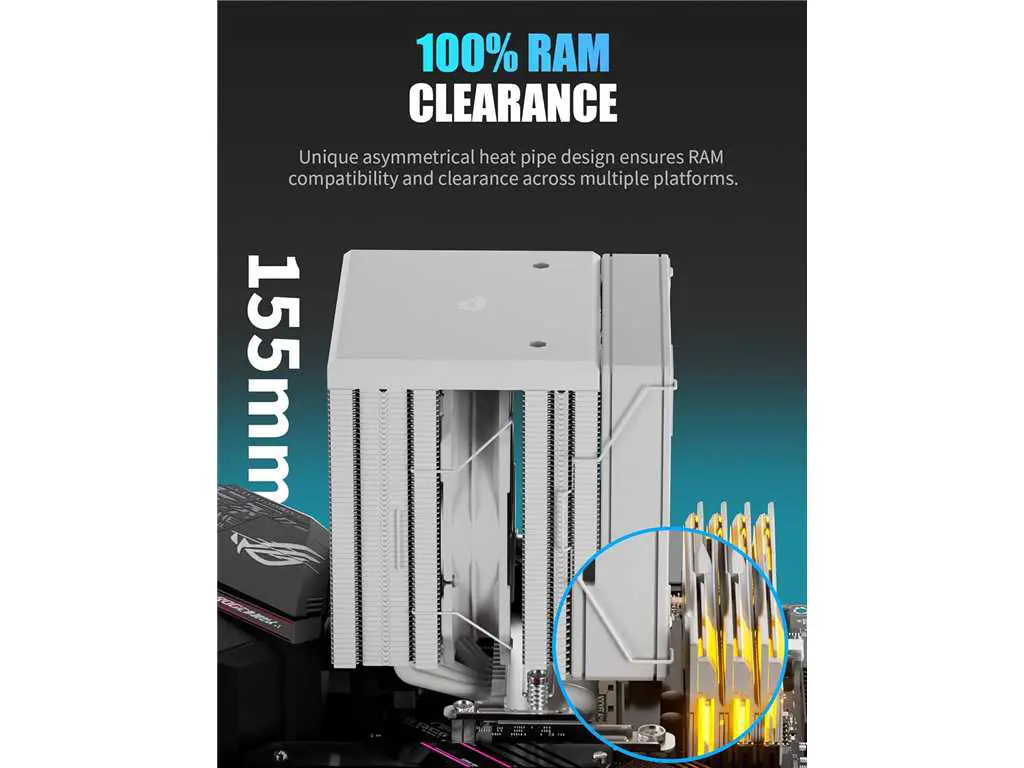 100% RAM
CLEARANCE
Unique asymmetrical heat pipe design ensures RAM
compatibility and clearance across multiple platforms.
155mm